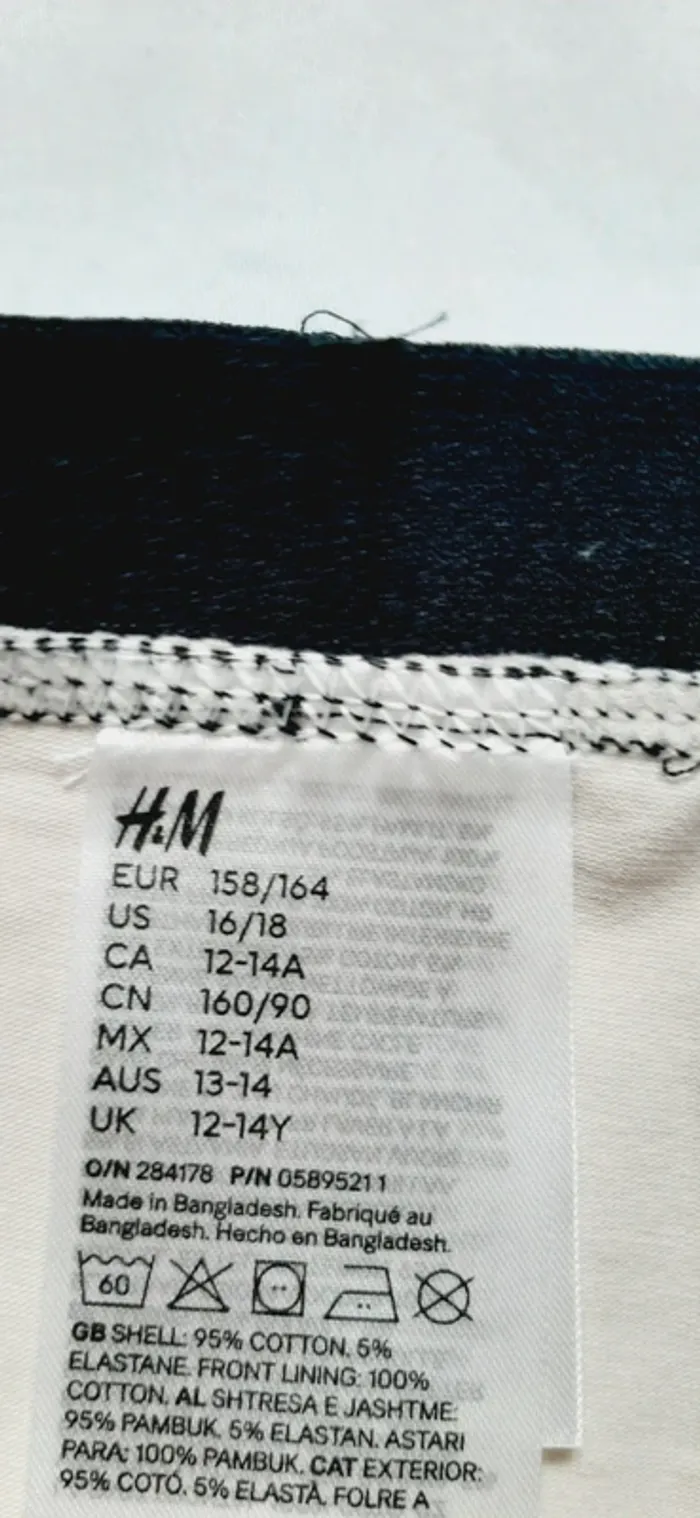 H&M
EUR 158/164
US 16/18
CA 12-14A
CN 160/90
MX 12-14A
AUS 13-14
UK 12-14Y
O/N 284178 P/N 05895211
Made in Bangladesh. Fabriqué au
Bangladesh. Hecho en Bangladesh.
60
GB SHELL: 95% COTTON. 5%
ELASTANE. FRONT LINING: 100%
COTTON. AL SHTRESA E JASHTME:
95% PAMBUK. 5% ELASTAN. ASTARI
PARA: 100% PAMBUK. CAT EXTERIOR:
95% COTÓ. 5% ELASTÀ. FOLRE A